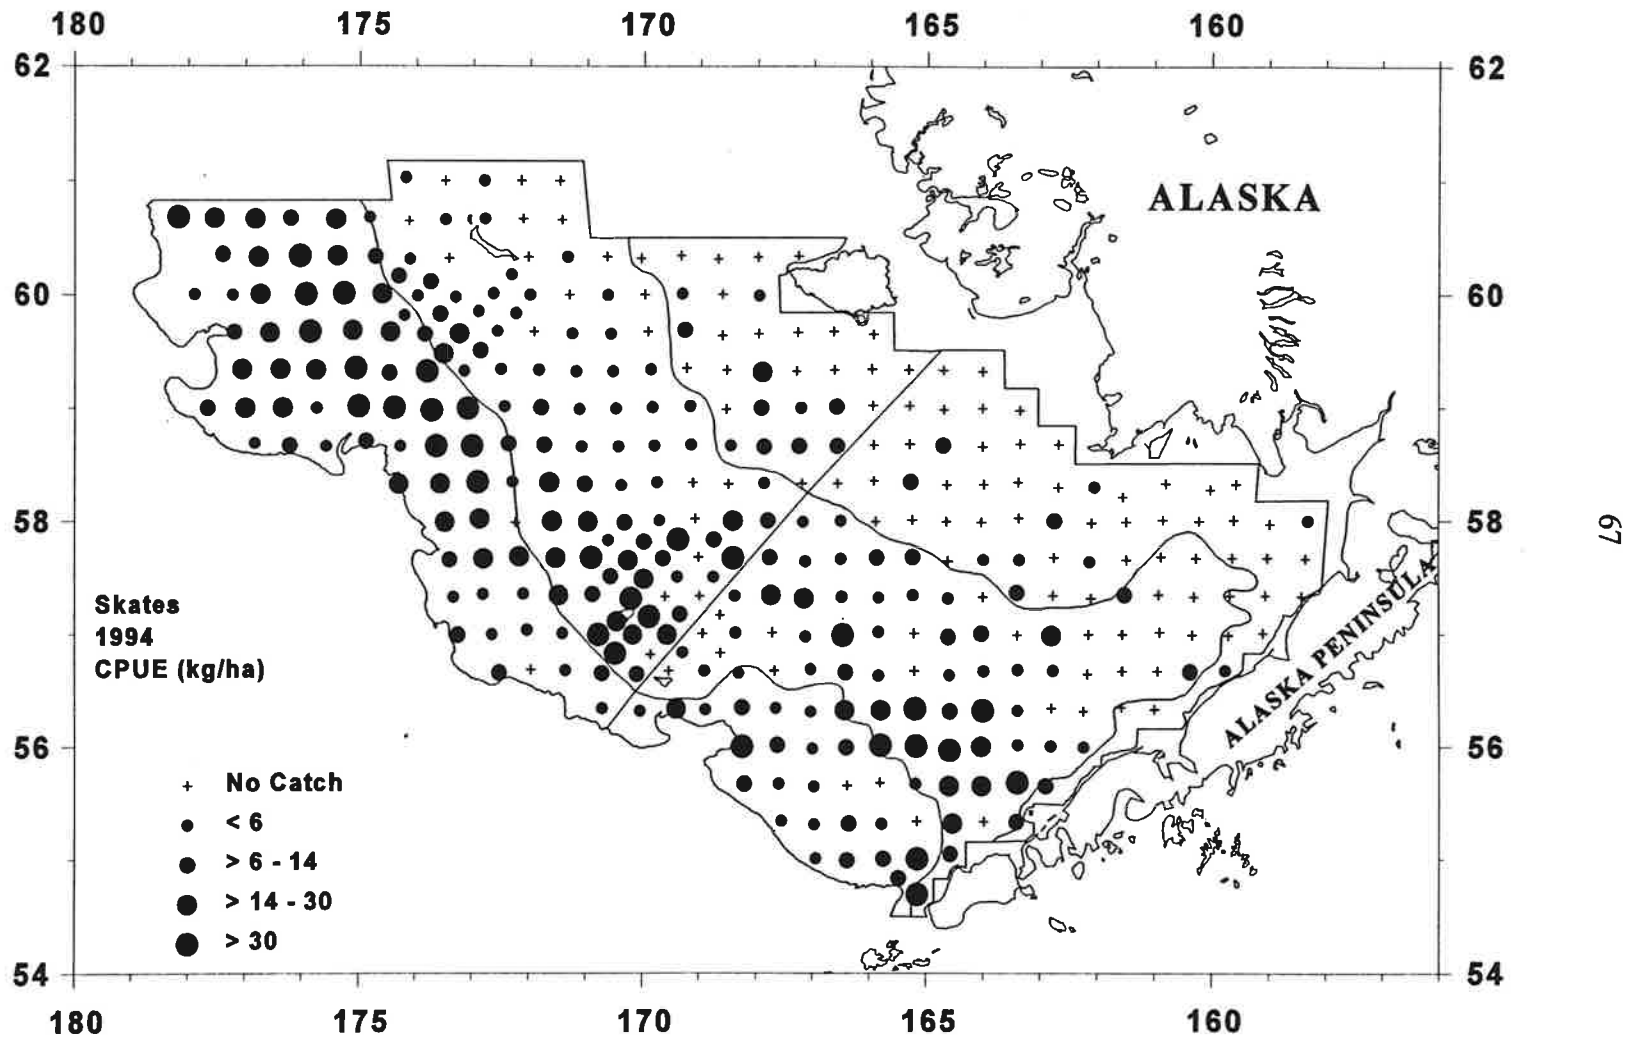 180 175 170 165 160
62 62
ALASKA
60 60
58 58
67
ALASKA PENINSULA
Skates
1994
CPUE (kg/ha)
56 56
+ No Catch
< 6
> 6 - 14
> 14 - 30
> 30
54 54
180 175 170 165 160